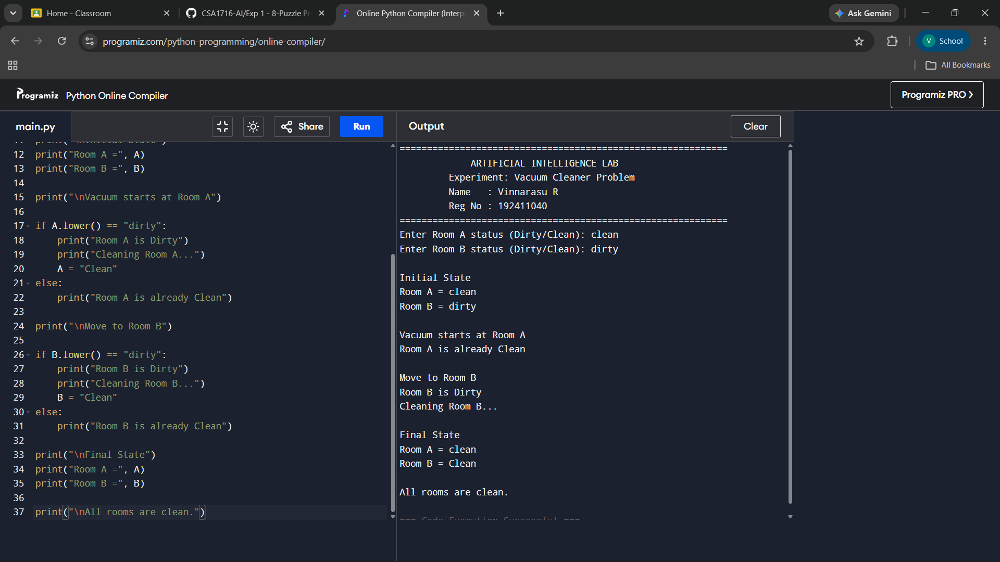 Home - Classroom
CSA1716-AI/Exp 1 - 8-Puzzle Pr
Online Python Compiler (Interp
Ask Gemini
programiz.com/python-programming/online-compiler/
V School
All Bookmarks
Programiz Python Online Compiler
Programiz PRO
main.py
Share
Run
Output
Clear
12 print("Room A =", A)
13 print("Room B =", B)
14
15 print("\nVacuum starts at Room A")
16
17 if A.lower() == "dirty":
18 print("Room A is Dirty")
19 print("Cleaning Room A...")
20 A = "Clean"
21 else:
22 print("Room A is already Clean")
23
24 print("\nMove to Room B")
25
26 if B.lower() == "dirty":
27 print("Room B is Dirty")
28 print("Cleaning Room B...")
29 B = "Clean"
30 else:
31 print("Room B is already Clean")
32
33 print("\nFinal State")
34 print("Room A =", A)
35 print("Room B =", B)
36
37 print("\nAll rooms are clean.")
============================================================
ARTIFICIAL INTELLIGENCE LAB
Experiment: Vacuum Cleaner Problem
Name : Vinnarasu R
Reg No : 192411040
============================================================
Enter Room A status (Dirty/Clean): clean
Enter Room B status (Dirty/Clean): dirty
Initial State
Room A = clean
Room B = dirty
Vacuum starts at Room A
Room A is already Clean
Move to Room B
Room B is Dirty
Cleaning Room B...
Final State
Room A = clean
Room B = Clean
All rooms are clean.
=== Code Execution Successful ===